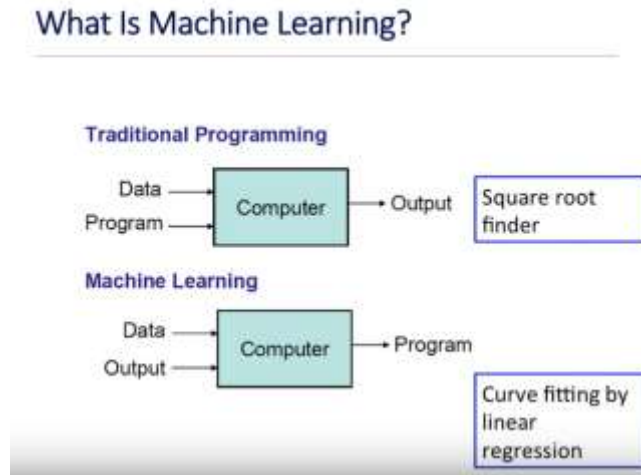 What Is Machine Learning?
Traditional Programming
Data
Program
Computer
Output
Square root
finder
Machine Learning
Data
Output
Computer
Program
Curve fitting by
linear
regression